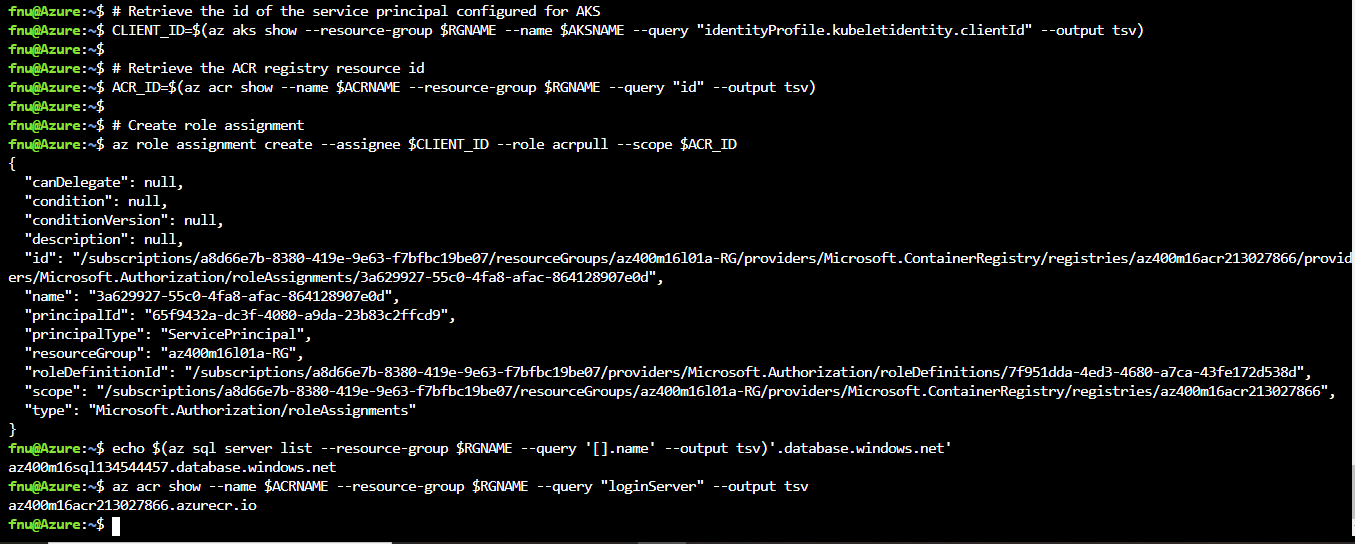 fnu@Azure:~$ # Retrieve the id of the service principal configured for AKS
fnu@Azure:~$ CLIENT_ID=$(az aks show --resource-group $RGNAME --name $AKSNAME --query "identityProfile.kubeletidentity.clientId" --output tsv)
fnu@Azure:~$
fnu@Azure:~$ # Retrieve the ACR registry resource id
fnu@Azure:~$ ACR_ID=$(az acr show --name $ACRNAME --resource-group $RGNAME --query "id" --output tsv)
fnu@Azure:~$
fnu@Azure:~$ # Create role assignment
fnu@Azure:~$ az role assignment create --assignee $CLIENT_ID --role acrpull --scope $ACR_ID
{
  "canDelegate": null,
  "condition": null,
  "conditionVersion": null,
  "description": null,
  "id": "/subscriptions/a8d66e7b-8380-419e-9e63-f7bfbc19be07/resourceGroups/az400m16l01a-RG/providers/Microsoft.ContainerRegistry/registries/az400m16acr213027866/provid
ers/Microsoft.Authorization/roleAssignments/3a629927-55c0-4fa8-afac-864128907e0d",
  "name": "3a629927-55c0-4fa8-afac-864128907e0d",
  "principalId": "65f9432a-dc3f-4080-a9da-23b83c2ffcd9",
  "principalType": "ServicePrincipal",
  "resourceGroup": "az400m16l01a-RG",
  "roleDefinitionId": "/subscriptions/a8d66e7b-8380-419e-9e63-f7bfbc19be07/providers/Microsoft.Authorization/roleDefinitions/7f951dda-4ed3-4680-a7ca-43fe172d538d",
  "scope": "/subscriptions/a8d66e7b-8380-419e-9e63-f7bfbc19be07/resourceGroups/az400m16l01a-RG/providers/Microsoft.ContainerRegistry/registries/az400m16acr213027866",
  "type": "Microsoft.Authorization/roleAssignments"
}
fnu@Azure:~$ echo $(az sql server list --resource-group $RGNAME --query '[].name' --output tsv)'.database.windows.net'
az400m16sql134544457.database.windows.net
fnu@Azure:~$ az acr show --name $ACRNAME --resource-group $RGNAME --query "loginServer" --output tsv
az400m16acr213027866.azurecr.io
fnu@Azure:~$